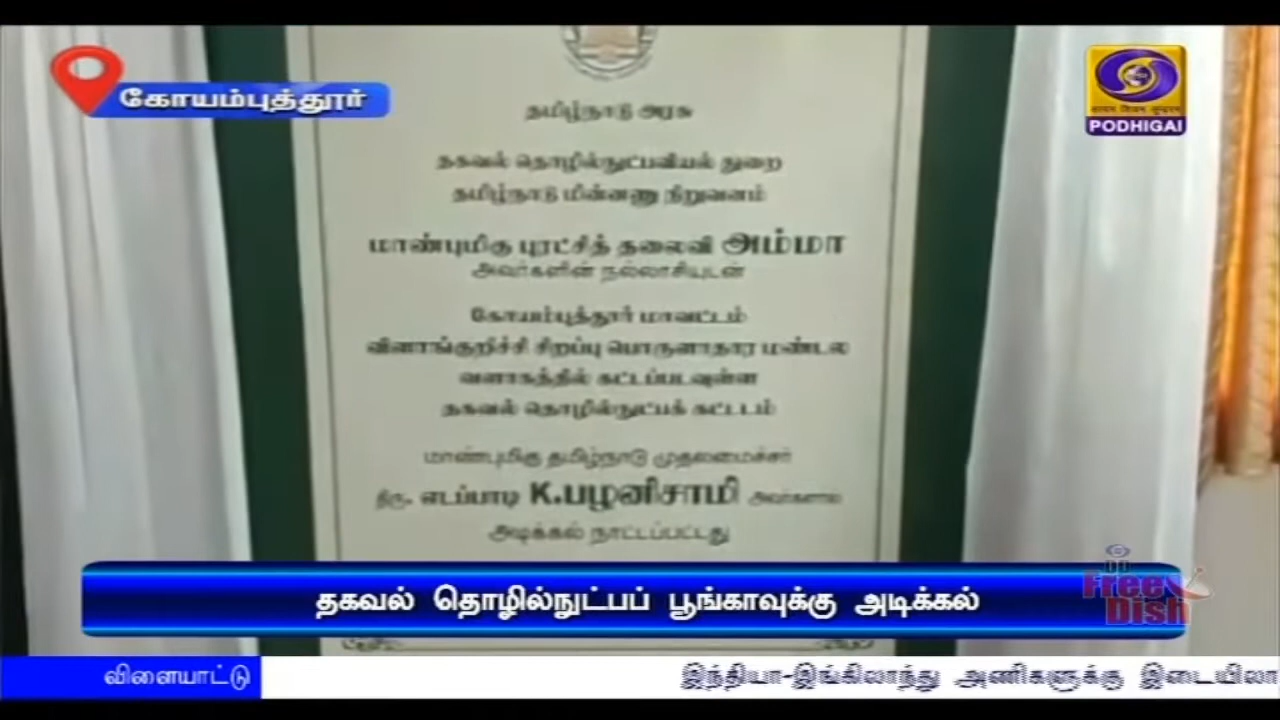 கோயம்புத்தூர்
PODHIGAI
தமிழ்நாடு அரசு
தகவல் தொழில்நுட்பவியல் துறை
தமிழ்நாடு மின்னணு நிறுவனம்
மாண்புமிகு புரட்சித் தலைவி அம்மா
அவர்களின் நல்லாசியுடன்
கோயம்புத்தூர் மாவட்டம்
விளாங்குறிச்சி சிறப்பு பொருளாதார மண்டல
வளாகத்தில் கட்டப்படவுள்ள
தகவல் தொழில்நுட்பக் கட்டடம்
மாண்புமிகு தமிழ்நாடு முதலமைச்சர்
திரு. எடப்பாடி K.பழனிசாமி அவர்களால்
அடிக்கல் நாட்டப்பட்டது
தகவல் தொழில்நுட்பப் பூங்காவுக்கு அடிக்கல்
DD Free Dish
விளையாட்டு
இந்தியா-இங்கிலாந்து அணிகளுக்கு இடையிலா